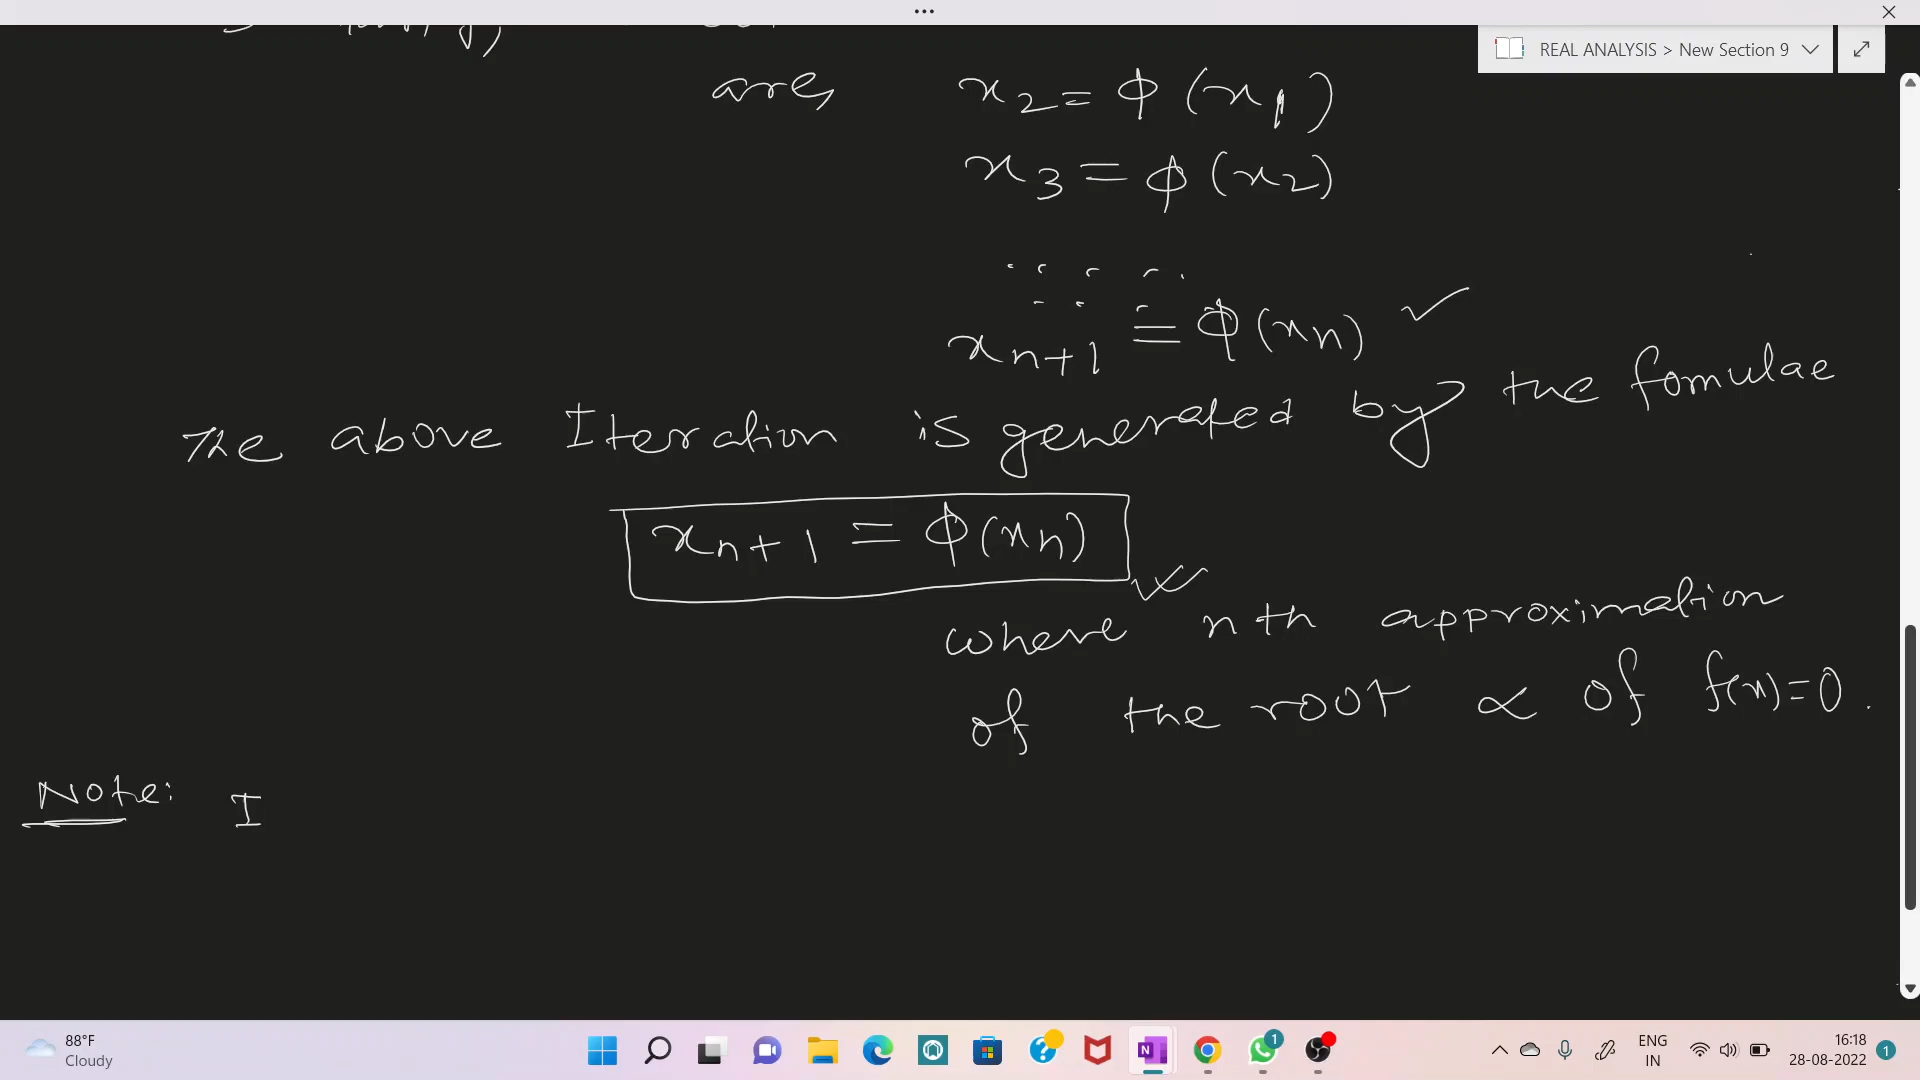 REAL ANALYSIS > New Section 9
are, x2 = ϕ (x1)
x3 = ϕ (x2)
xn+1 = ϕ (xn) ✓
The above Iteration is generated by the fomulae
xn+1 = ϕ(xn)
where nth approximation
of the root ∝ of f(x)=0.
Note: I
88°F
Cloudy
1
ENG
IN
16:18
28-08-2022
1